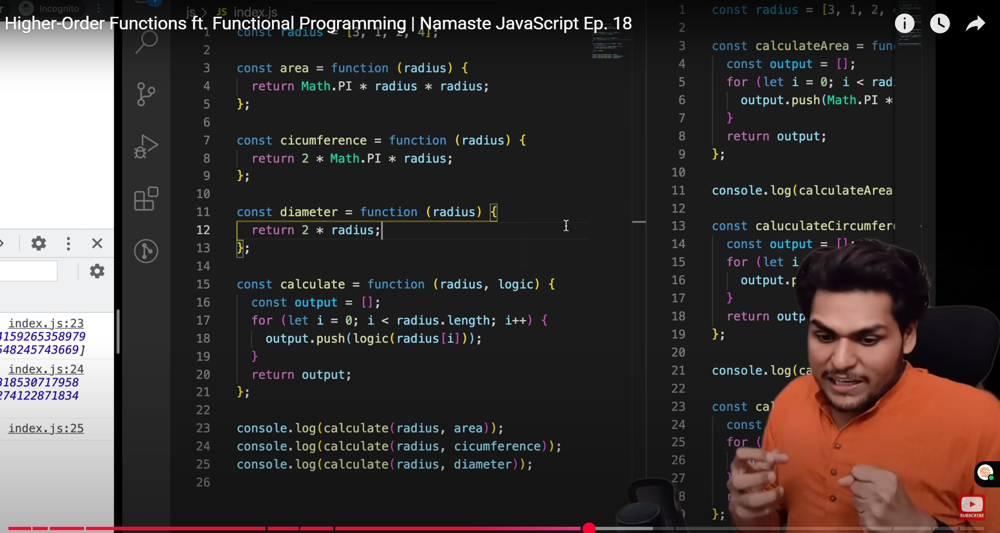 Incognito
js > JS index.js
Higher-Order Functions ft. Functional Programming | Namaste JavaScript Ep. 18
1 const radius = [3, 1, 2, 4];
2
3 const area = function (radius) {
4 return Math.PI * radius * radius;
5 };
6
7 const cicumference = function (radius) {
8 return 2 * Math.PI * radius;
9 };
10
11 const diameter = function (radius) {
12 return 2 * radius;
13 };
14
15 const calculate = function (radius, logic) {
16 const output = [];
17 for (let i = 0; i < radius.length; i++) {
18 output.push(logic(radius[i]));
19 }
20 return output;
21 };
22
23 console.log(calculate(radius, area));
24 console.log(calculate(radius, cicumference));
25 console.log(calculate(radius, diameter));
26
index.js:23
4159265358979
548245743669]
index.js:24
318530717958
274122871834
index.js:25
1 const radius = [3, 1, 2,
2
3 const calculateArea =
4 const output = [];
5 for (let i = 0; i <
6 output.push(Math.PI *
7 }
8 return output;
9 };
10
11 console.log(calculateArea
12
13 const
14 const output = [];
15 for (let i
16
17 }
18 return
19 };
20
21 console.log(
22
23 const
24 const
25 for (
26
27 }
};
SUBSCRIBE